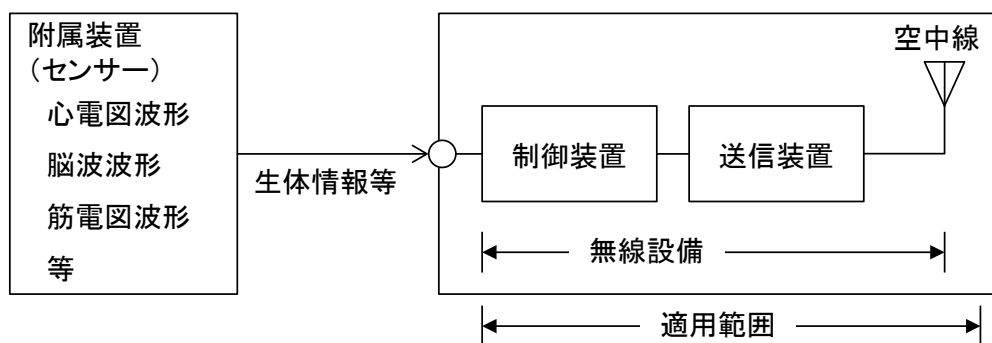 附属装置
（センサー）
心電図波形
脳波波形
筋電図波形
等
生体情報等
制御装置
送信装置
空中線
無線設備
適用範囲